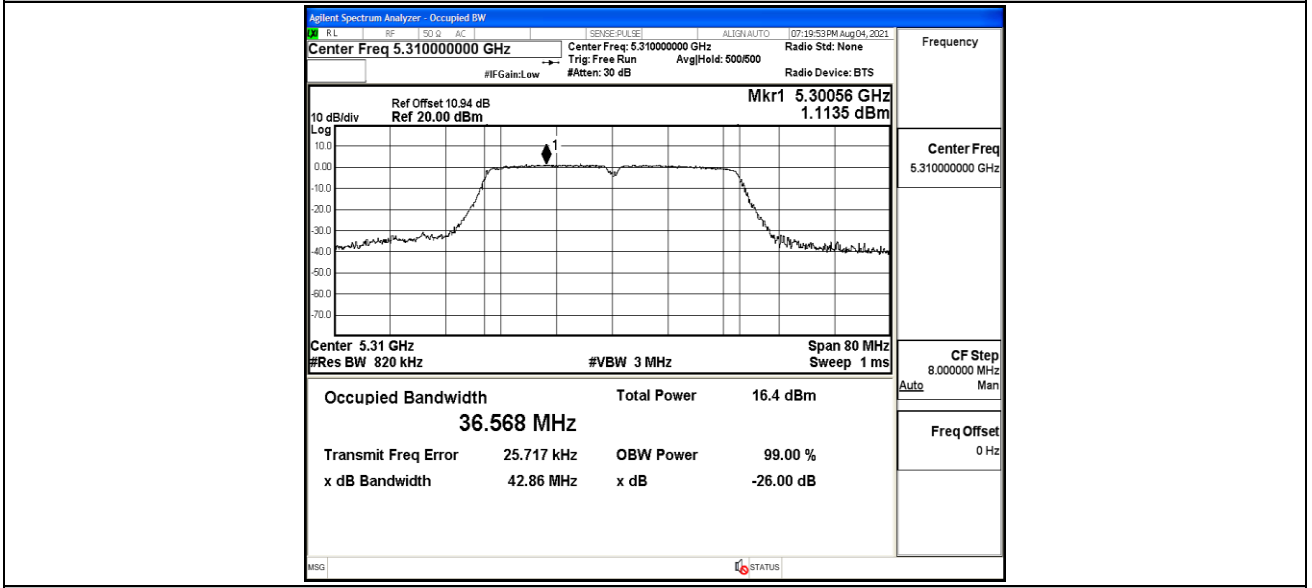 Agilent Spectrum Analyzer - Occupied BW
RL RF 50 Ω AC SENSE:PULSE ALIGN AUTO 07:19:53 PM Aug 04, 2021
Center Freq 5.310000000 GHz
Center Freq: 5.310000000 GHz
Radio Std: None
Trig: Free Run Avg|Hold: 500/500
#IFGain:Low
#Atten: 30 dB
Radio Device: BTS
Frequency
Mkr1 5.30056 GHz
1.1135 dBm
Ref Offset 10.94 dB
10 dB/div Ref 20.00 dBm
Log
10.0
0.00
-10.0
-20.0
-30.0
-40.0
-50.0
-60.0
-70.0
1
Center 5.31 GHz
Span 80 MHz
#Res BW 820 kHz
#VBW 3 MHz
Sweep 1 ms
Occupied Bandwidth
36.568 MHz
Total Power 16.4 dBm
Transmit Freq Error 25.717 kHz
OBW Power 99.00 %
x dB Bandwidth 42.86 MHz
x dB -26.00 dB
Center Freq
5.310000000 GHz
CF Step
8.000000 MHz
Auto Man
Freq Offset
0 Hz
MSG
STATUS